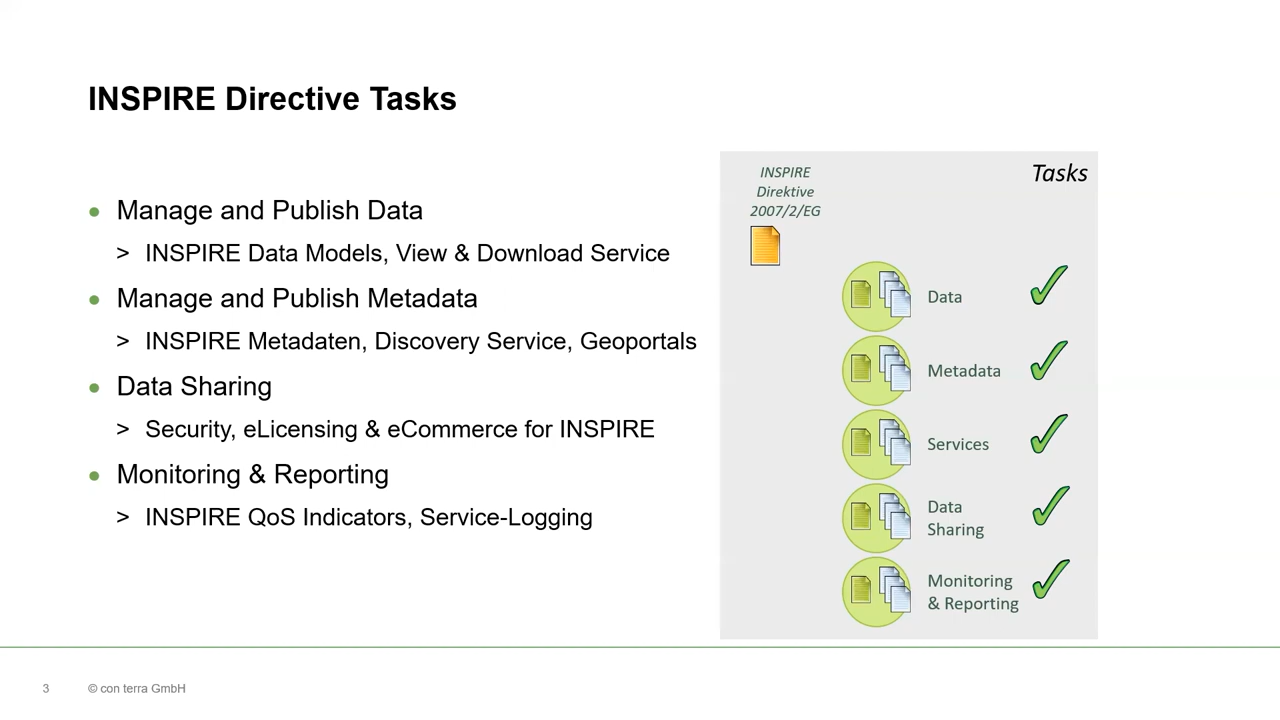 INSPIRE Directive Tasks
• Manage and Publish Data
> INSPIRE Data Models, View & Download Service
• Manage and Publish Metadata
> INSPIRE Metadaten, Discovery Service, Geoportals
• Data Sharing
> Security, eLicensing & eCommerce for INSPIRE
• Monitoring & Reporting
> INSPIRE QoS Indicators, Service-Logging
INSPIRE
Direktive
2007/2/EG
Tasks
Data
Metadata
Services
Data
Sharing
Monitoring
& Reporting
3
© con terra GmbH